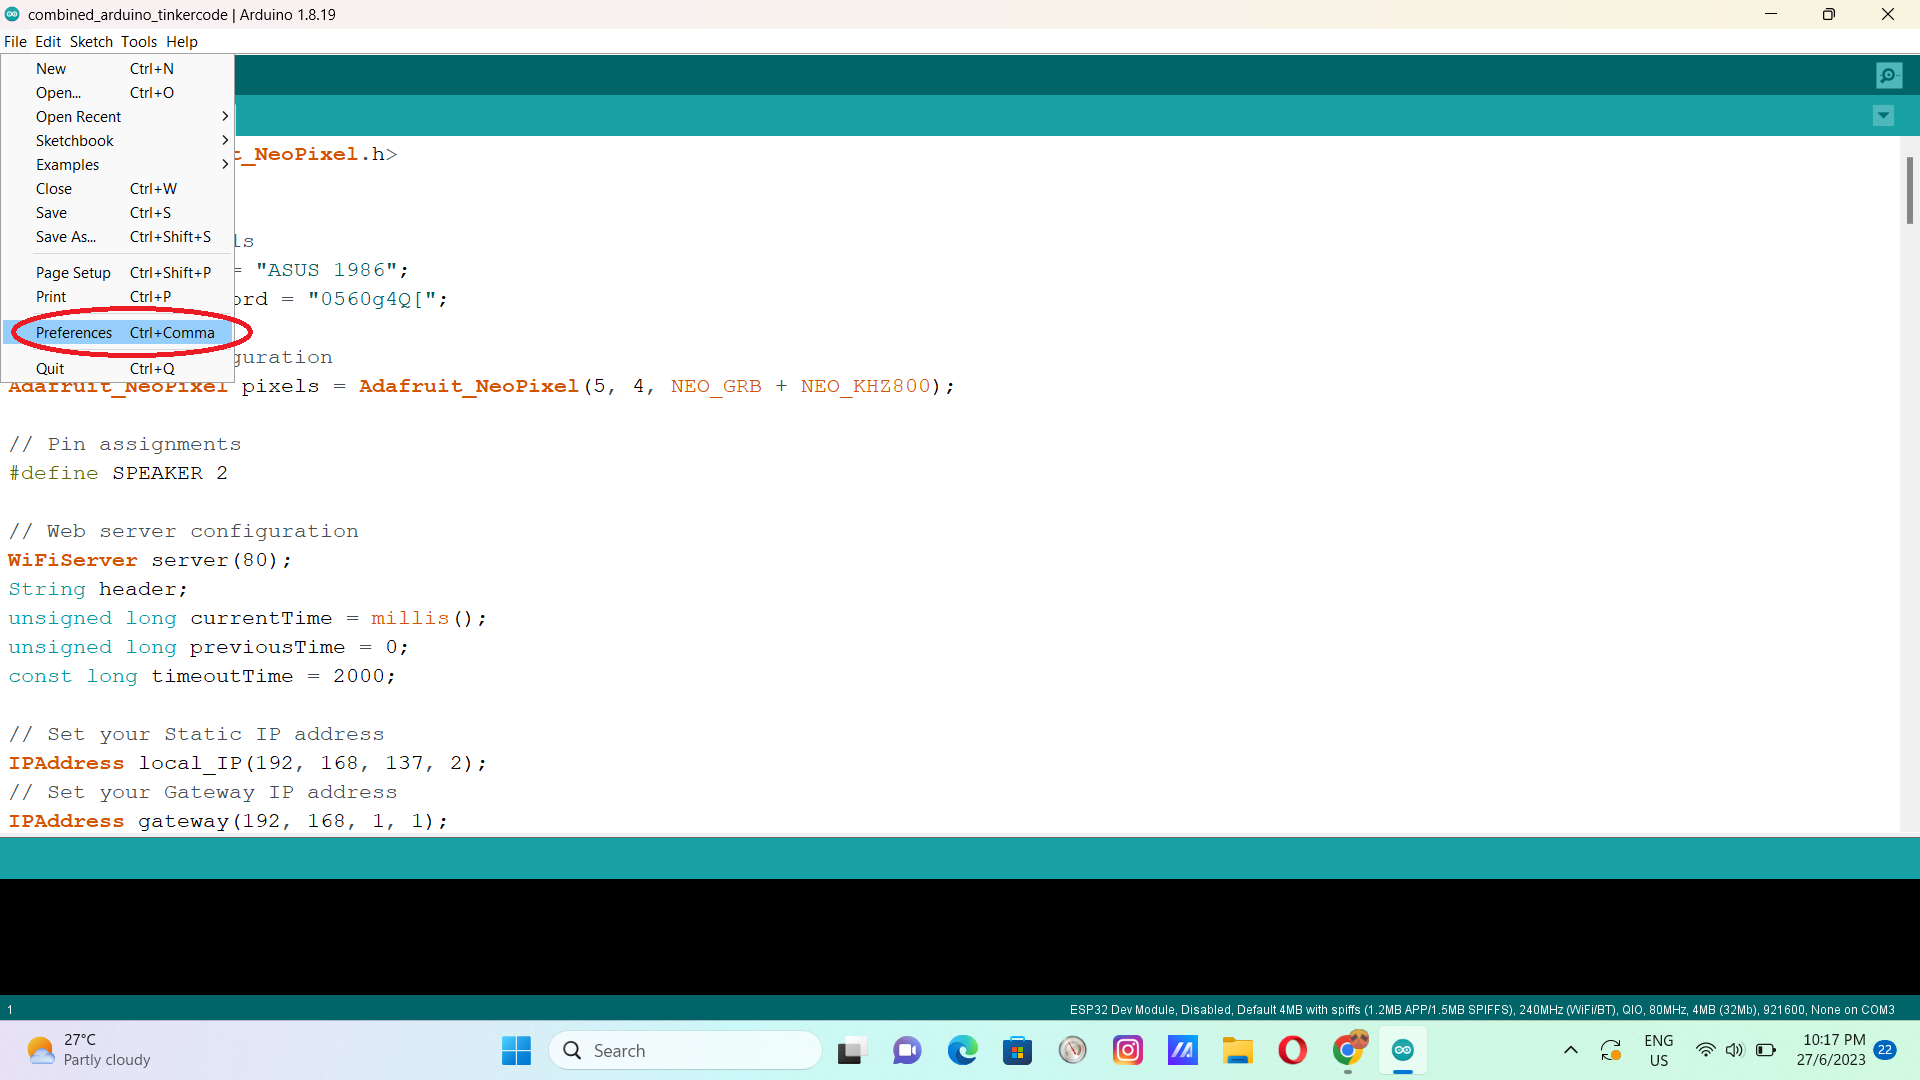 combined_arduino_tinkercode | Arduino 1.8.19
File Edit Sketch Tools Help
New Ctrl+N
Open... Ctrl+O
Open Recent
Sketchbook
Examples
Close Ctrl+W
Save Ctrl+S
Save As... Ctrl+Shift+S
Page Setup Ctrl+Shift+P
Print Ctrl+P
Preferences Ctrl+Comma
Quit Ctrl+Q
t_NeoPixel.h>
ls
= "ASUS 1986";
ord = "0560g4Q[";
guration
Adafruit_NeoPixel pixels = Adafruit_NeoPixel(5, 4, NEO_GRB + NEO_KHZ800);
// Pin assignments
#define SPEAKER 2
// Web server configuration
WiFiServer server(80);
String header;
unsigned long currentTime = millis();
unsigned long previousTime = 0;
const long timeoutTime = 2000;
// Set your Static IP address
IPAddress local_IP(192, 168, 137, 2);
// Set your Gateway IP address
IPAddress gateway(192, 168, 1, 1);
1 ESP32 Dev Module, Disabled, Default 4MB with spiffs (1.2MB APP/1.5MB SPIFFS), 240MHz (WiFi/BT), QIO, 80MHz, 4MB (32Mb), 921600, None on COM3
27°C
Partly cloudy
Search
ENG
US
10:17 PM
27/6/2023
22